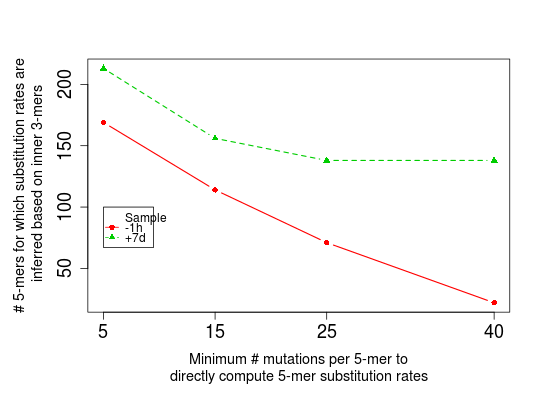 # 5-mers for which substitution rates are
inferred based on inner 3-mers
200
150
100
50
Sample
-1h
+7d
5 15 25 40
Minimum # mutations per 5-mer to
directly compute 5-mer substitution rates